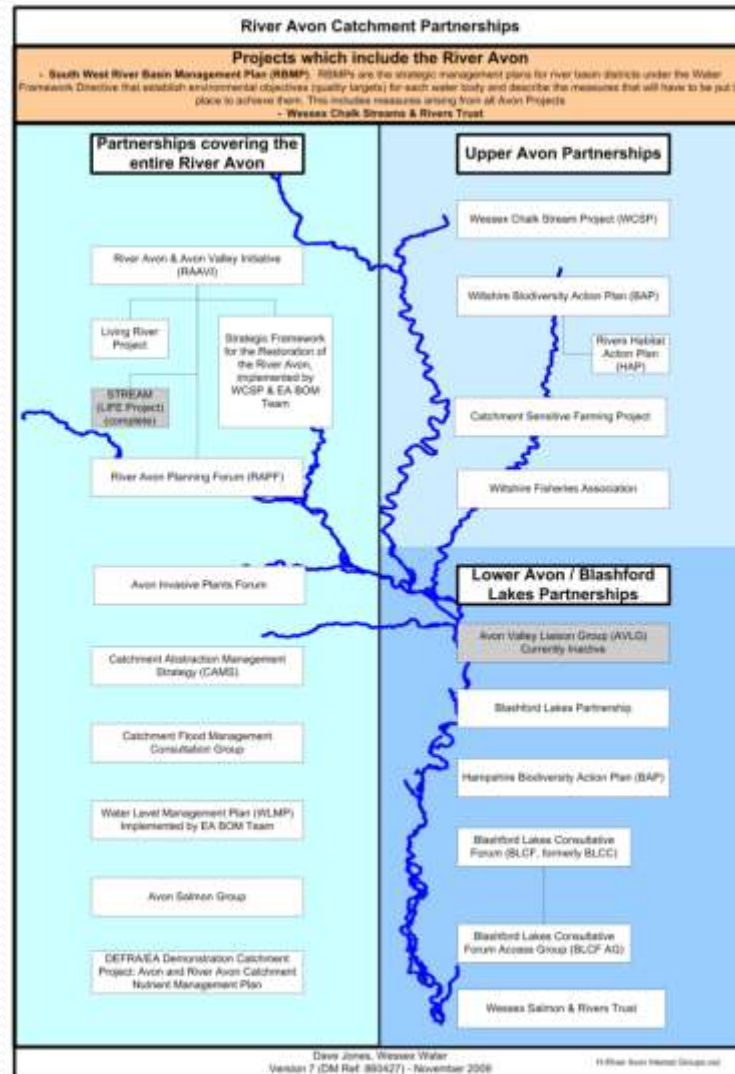 River Avon Catchment Partnerships
Projects which include the River Avon
- South West River Basin Management Plan (RBMP). RBMPs are the strategic management plans for river basin districts under the Water
Framework Directive that establish environmental objectives (quality targets) for each water body and describe the measures that will have to be put
place to achieve them. This includes measures arising from all Avon Projects
- Wessex Chalk Streams & Rivers Trust
Partnerships covering the
entire River Avon
River Avon & Avon Valley Initiative
(RAAVI)
Living River
Project
Strategic Framework
for the Restoration of
the River Avon,
implemented by
WCSP & EA BOM
Team
STREAM
(LIFE Project)
(complete)
River Avon Planning Forum (RAPF)
Avon Invasive Plants Forum
Catchment Abstraction Management
Strategy (CAMS)
Catchment Flood Management
Consultation Group
Water Level Management Plan (WLMP)
Implemented by EA BOM Team
Avon Salmon Group
DEFRA/EA Demonstration Catchment
Project: Avon and River Avon Catchment
Nutrient Management Plan
Upper Avon Partnerships
Wessex Chalk Stream Project (WCSP)
Wiltshire Biodiversity Action Plan (BAP)
Rivers Habitat
Action Plan
(HAP)
Catchment Sensitive Farming Project
Wiltshire Fisheries Association
Lower Avon / Blashford
Lakes Partnerships
Avon Valley Liaison Group (AVLG)
Currently Inactive
Blashford Lakes Partnership
Hampshire Biodiversity Action Plan (BAP)
Blashford Lakes Consultative
Forum (BLCF, formerly BLCC)
Blashford Lakes Consultative
Forum Access Group (BLCF AG)
Wessex Salmon & Rivers Trust
Dave Jones, Wessex Water
Version 7 (DM Ref: 860427) - November 2009